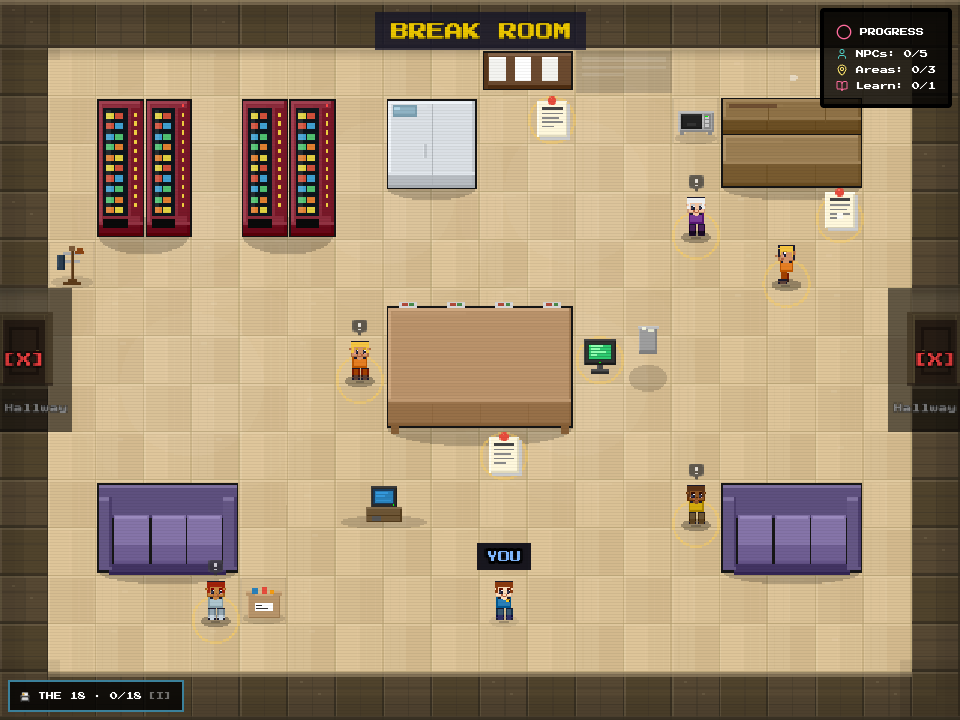 BREAK ROOM
PROGRESS
NPCs: 0/5
Areas: 0/3
Learn: 0/1
[X]
Hallway
[X]
Hallway
YOU
THE 18 · 0/18 [I]